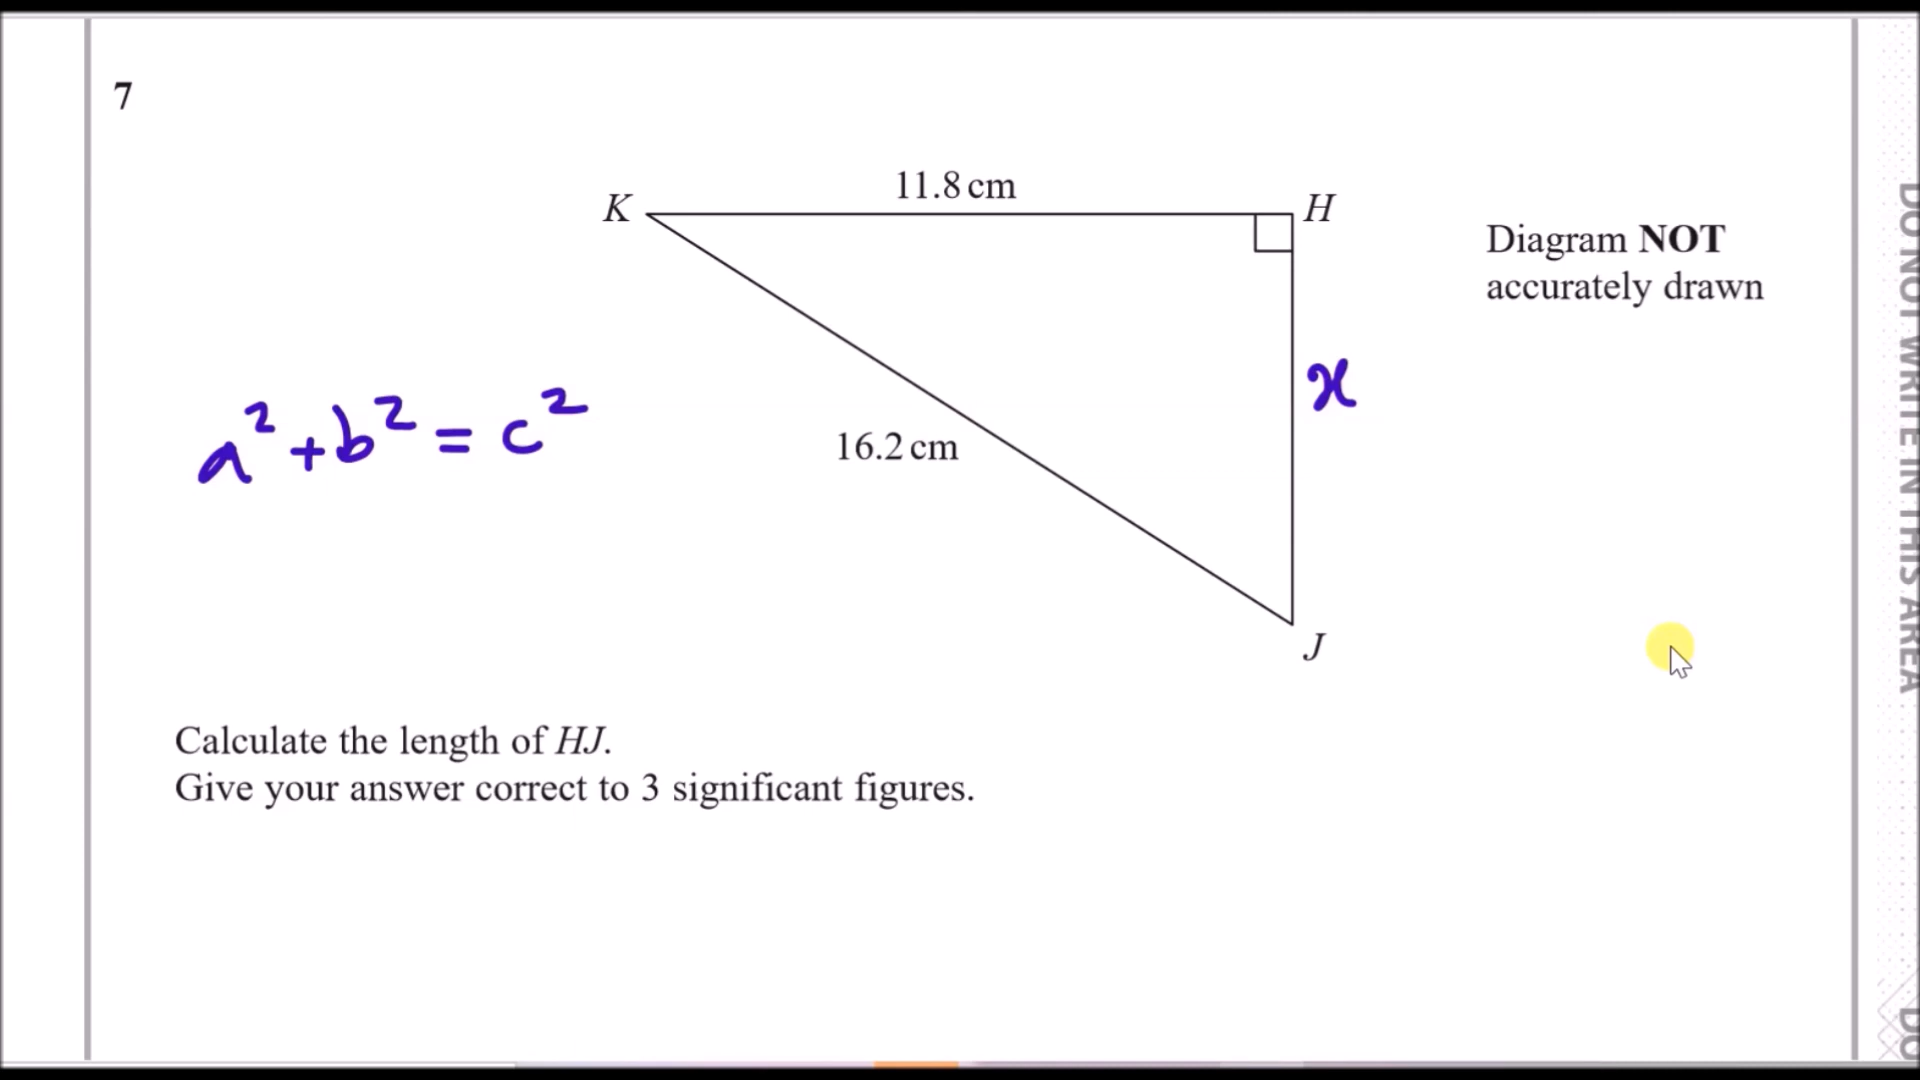 7
11.8 cm
K
H
Diagram NOT
accurately drawn
x
a² + b² = c²
16.2 cm
J
Calculate the length of HJ.
Give your answer correct to 3 significant figures.
DO NOT WRITE IN THIS AREA
DO